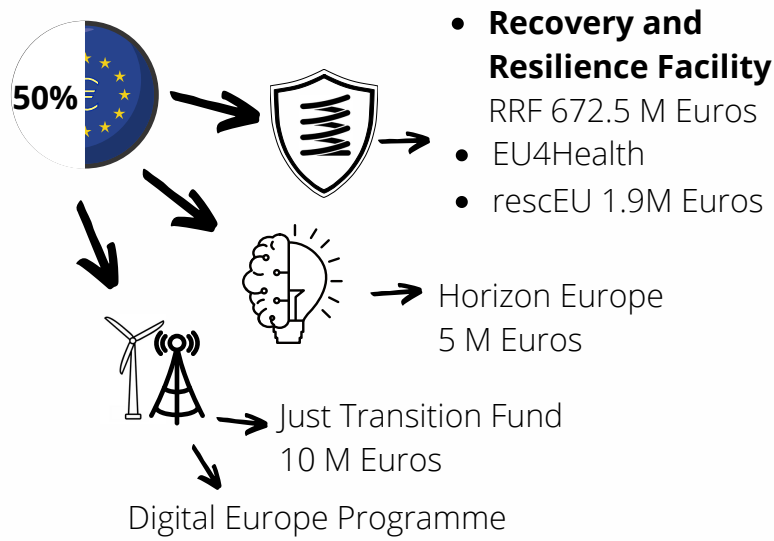 50%
€
Recovery and
Resilience Facility
RRF 672.5 M Euros
EU4Health
rescEU 1.9M Euros
Horizon Europe
5 M Euros
Just Transition Fund
10 M Euros
Digital Europe Programme